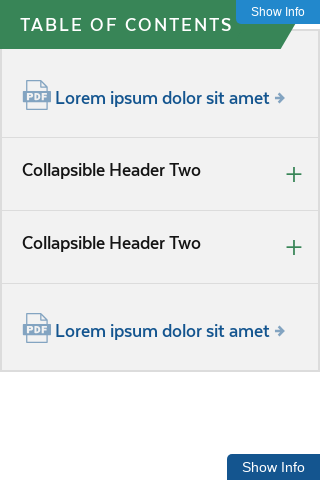 TABLE OF CONTENTS
Show Info
PDF Lorem ipsum dolor sit amet
Collapsible Header Two
Collapsible Header Two
PDF Lorem ipsum dolor sit amet
Show Info